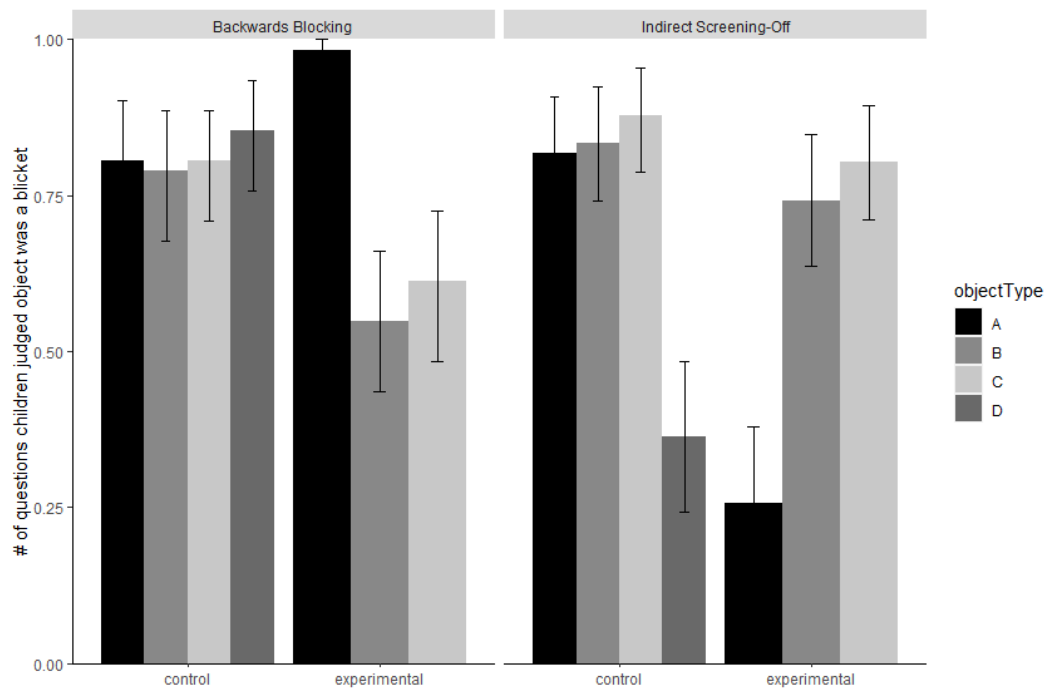 Backwards Blocking
Indirect Screening-Off
# of questions children judged object was a blicket
1.00
0.75
0.50
0.25
0.00
control
experimental
control
experimental
objectType
A
B
C
D